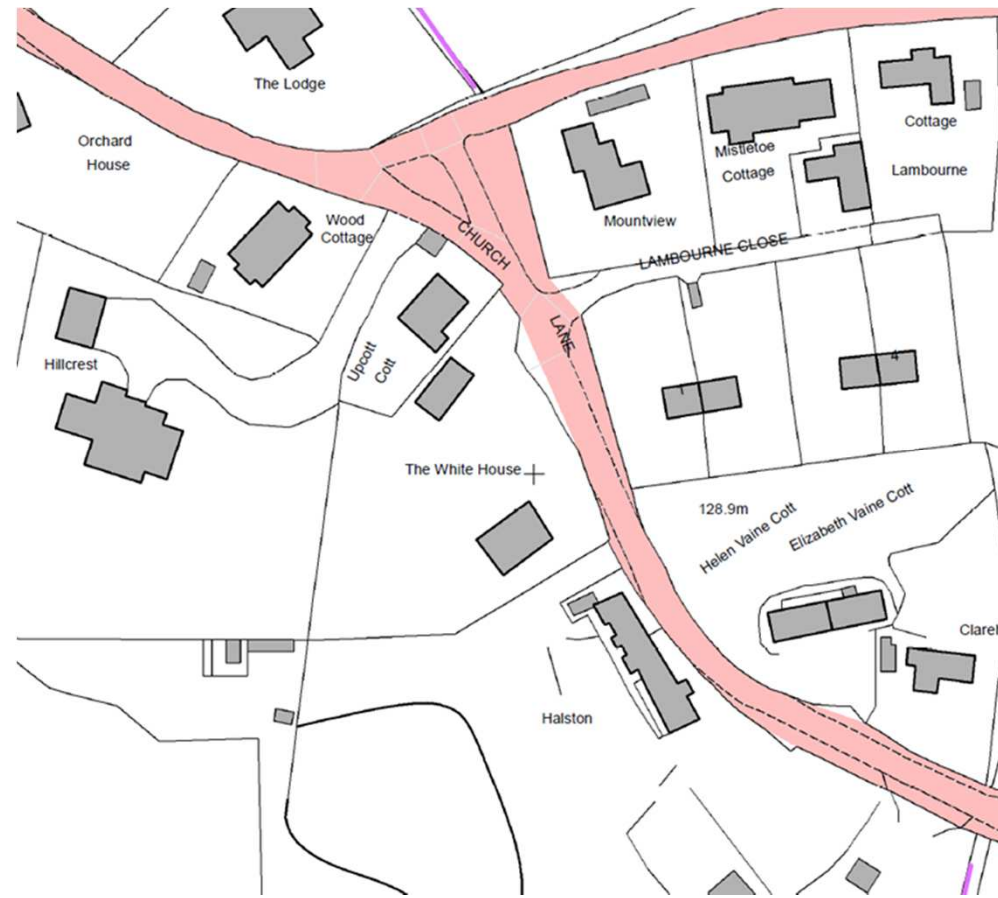 The Lodge
Orchard
House
Cottage
Mistletoe
Cottage
Lambourne
Wood
Cottage
Mountview
CHURCH
LANE
LAMBOURNE CLOSE
Hillcrest
Upcott
Cott
1
4
The White House
128.9m
Helen Vaine Cott
Elizabeth Vaine Cott
Clarel
Halston